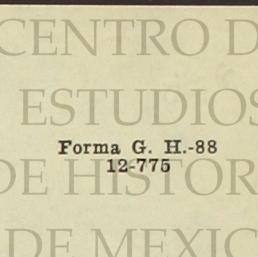 CENTRO D
ESTUDIOS
Forma G. H.-88
12-775
DE HISTOR
DE MEXIC